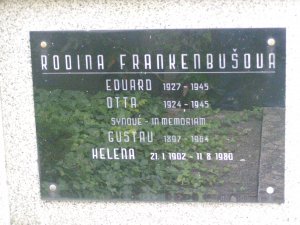 RODINA FRANKENBUŠOVÁ
EDUARD 1927 - 1945
OTTA 1924 - 1945
SYNOVÉ - IN MEMORIAM
GUSTAV 1897 - 1984
HELENA 21. 1. 1902 - 11. 8. 1980